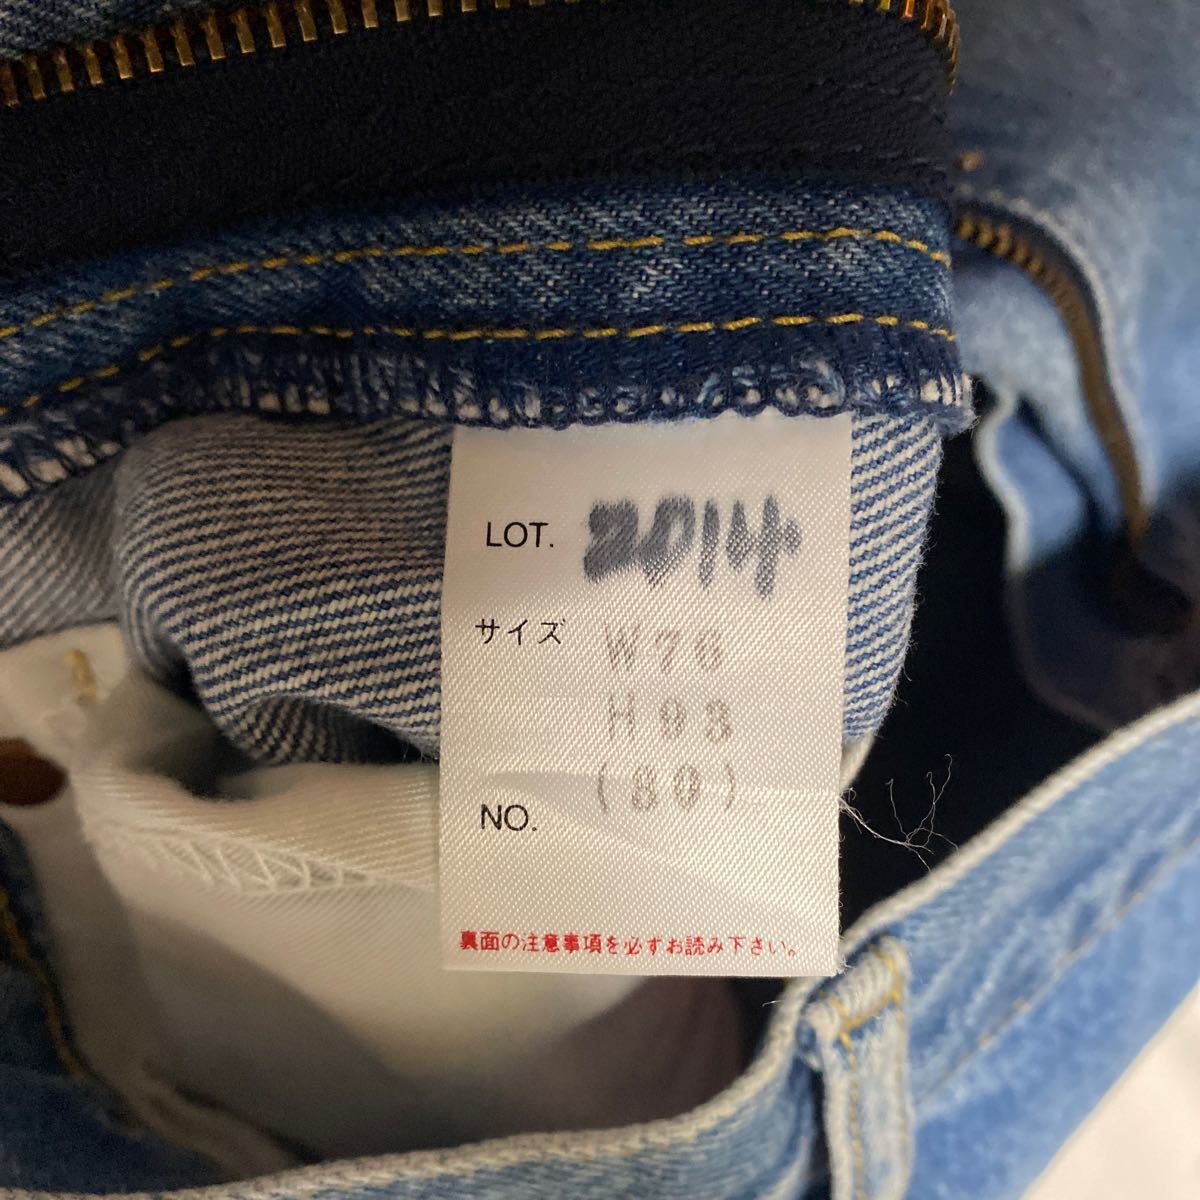 LOT. 2014
サイズ W76
H93
(80)
NO.
裏面の注意事項を必ずお読み下さい。